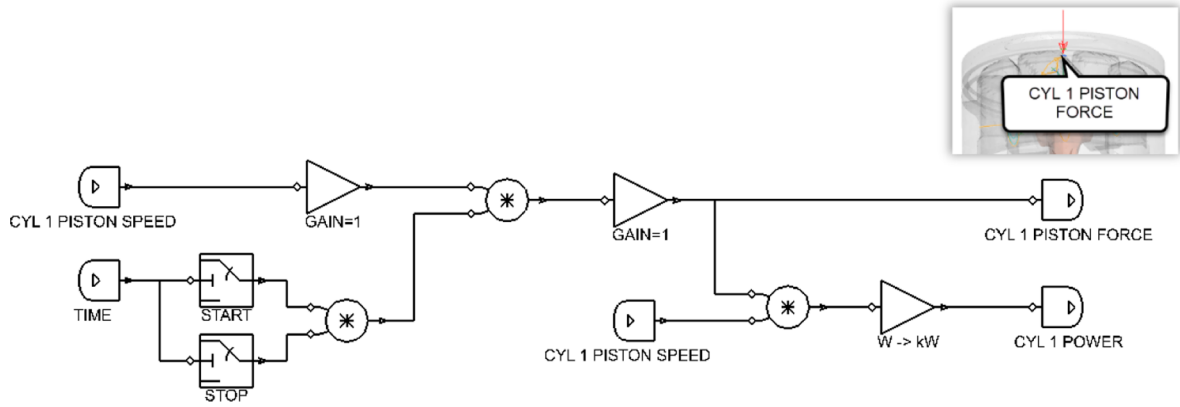 CYL 1 PISTON
FORCE
CYL 1 PISTON SPEED
GAIN=1
GAIN=1
CYL 1 PISTON FORCE
TIME
START
STOP
CYL 1 PISTON SPEED
W -> kW
CYL 1 POWER